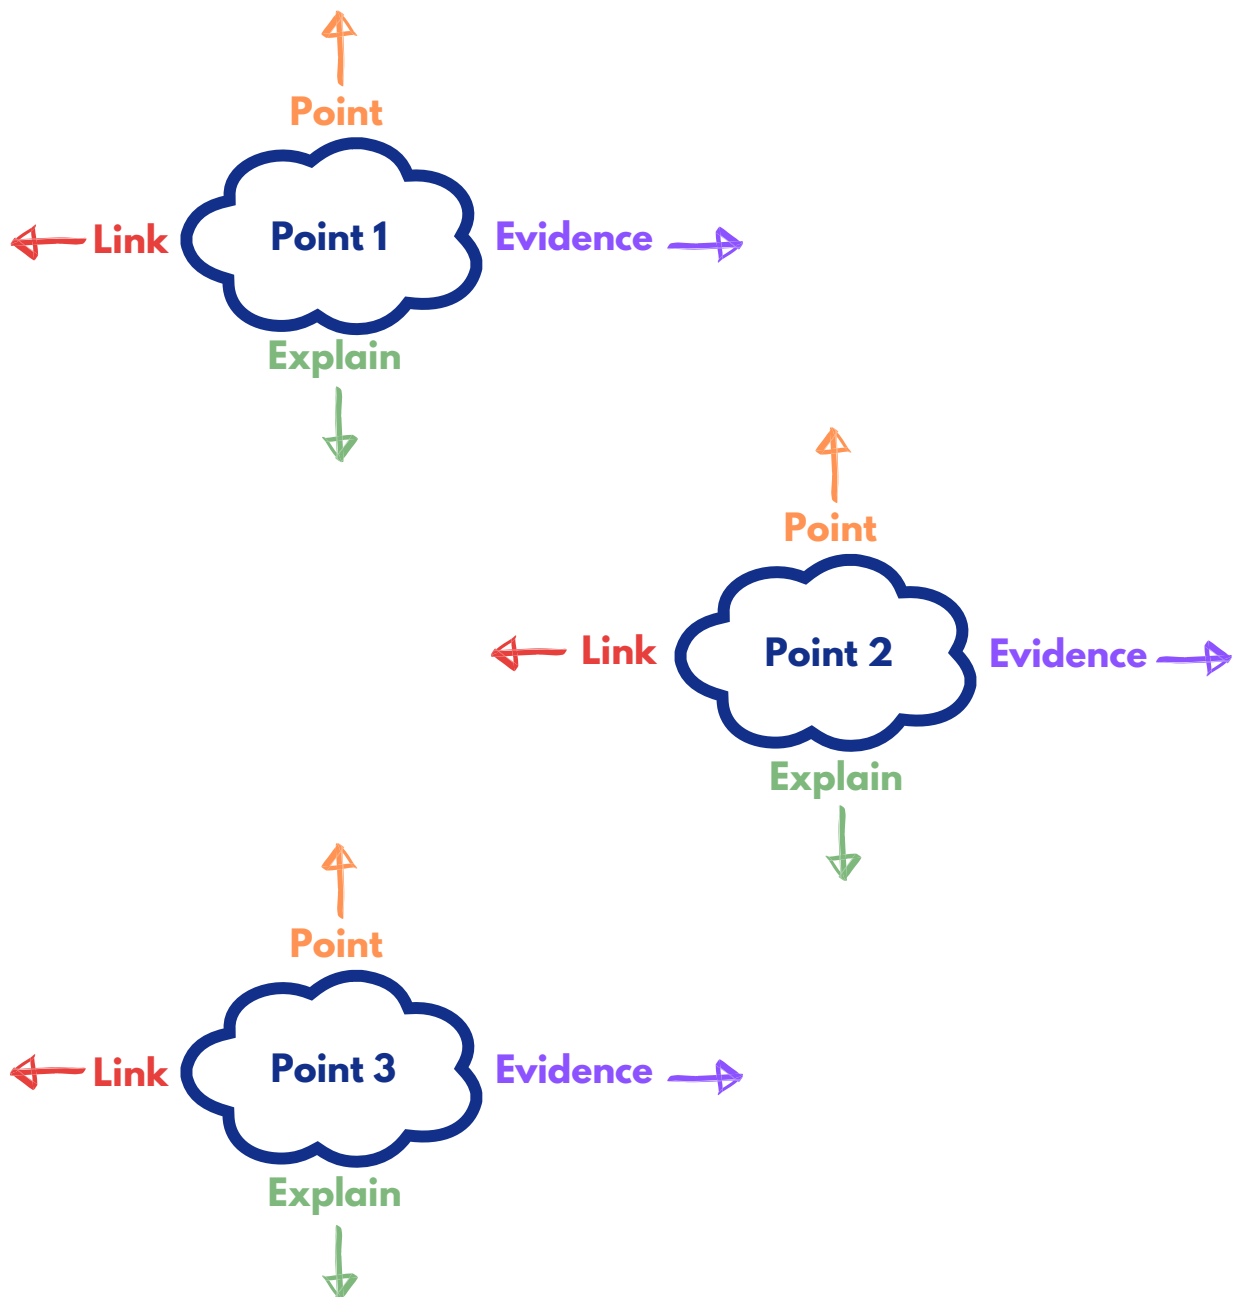 Point
Link
Point 1
Evidence
Explain
Point
Link
Point 2
Evidence
Explain
Point
Link
Point 3
Evidence
Explain